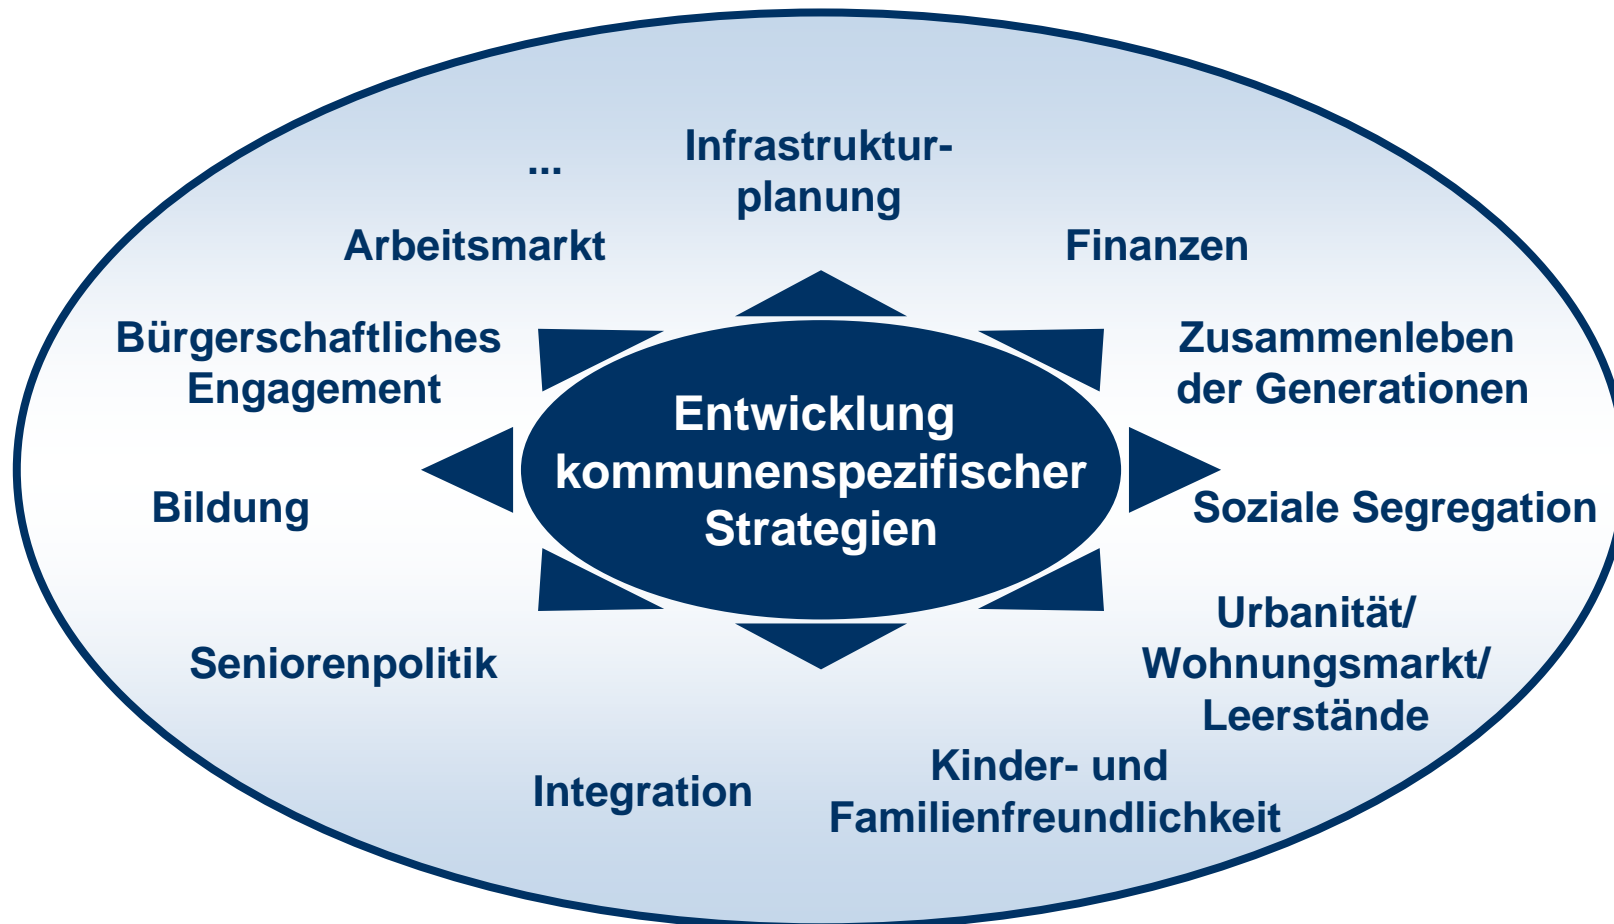 ...
Infrastruktur-
planung
Arbeitsmarkt
Finanzen
Bürgerschaftliches
Engagement
Zusammenleben
der Generationen
Entwicklung
kommunenspezifischer
Strategien
Bildung
Soziale Segregation
Seniorenpolitik
Urbanität/
Wohnungsmarkt/
Leerstände
Integration
Kinder- und
Familienfreundlichkeit